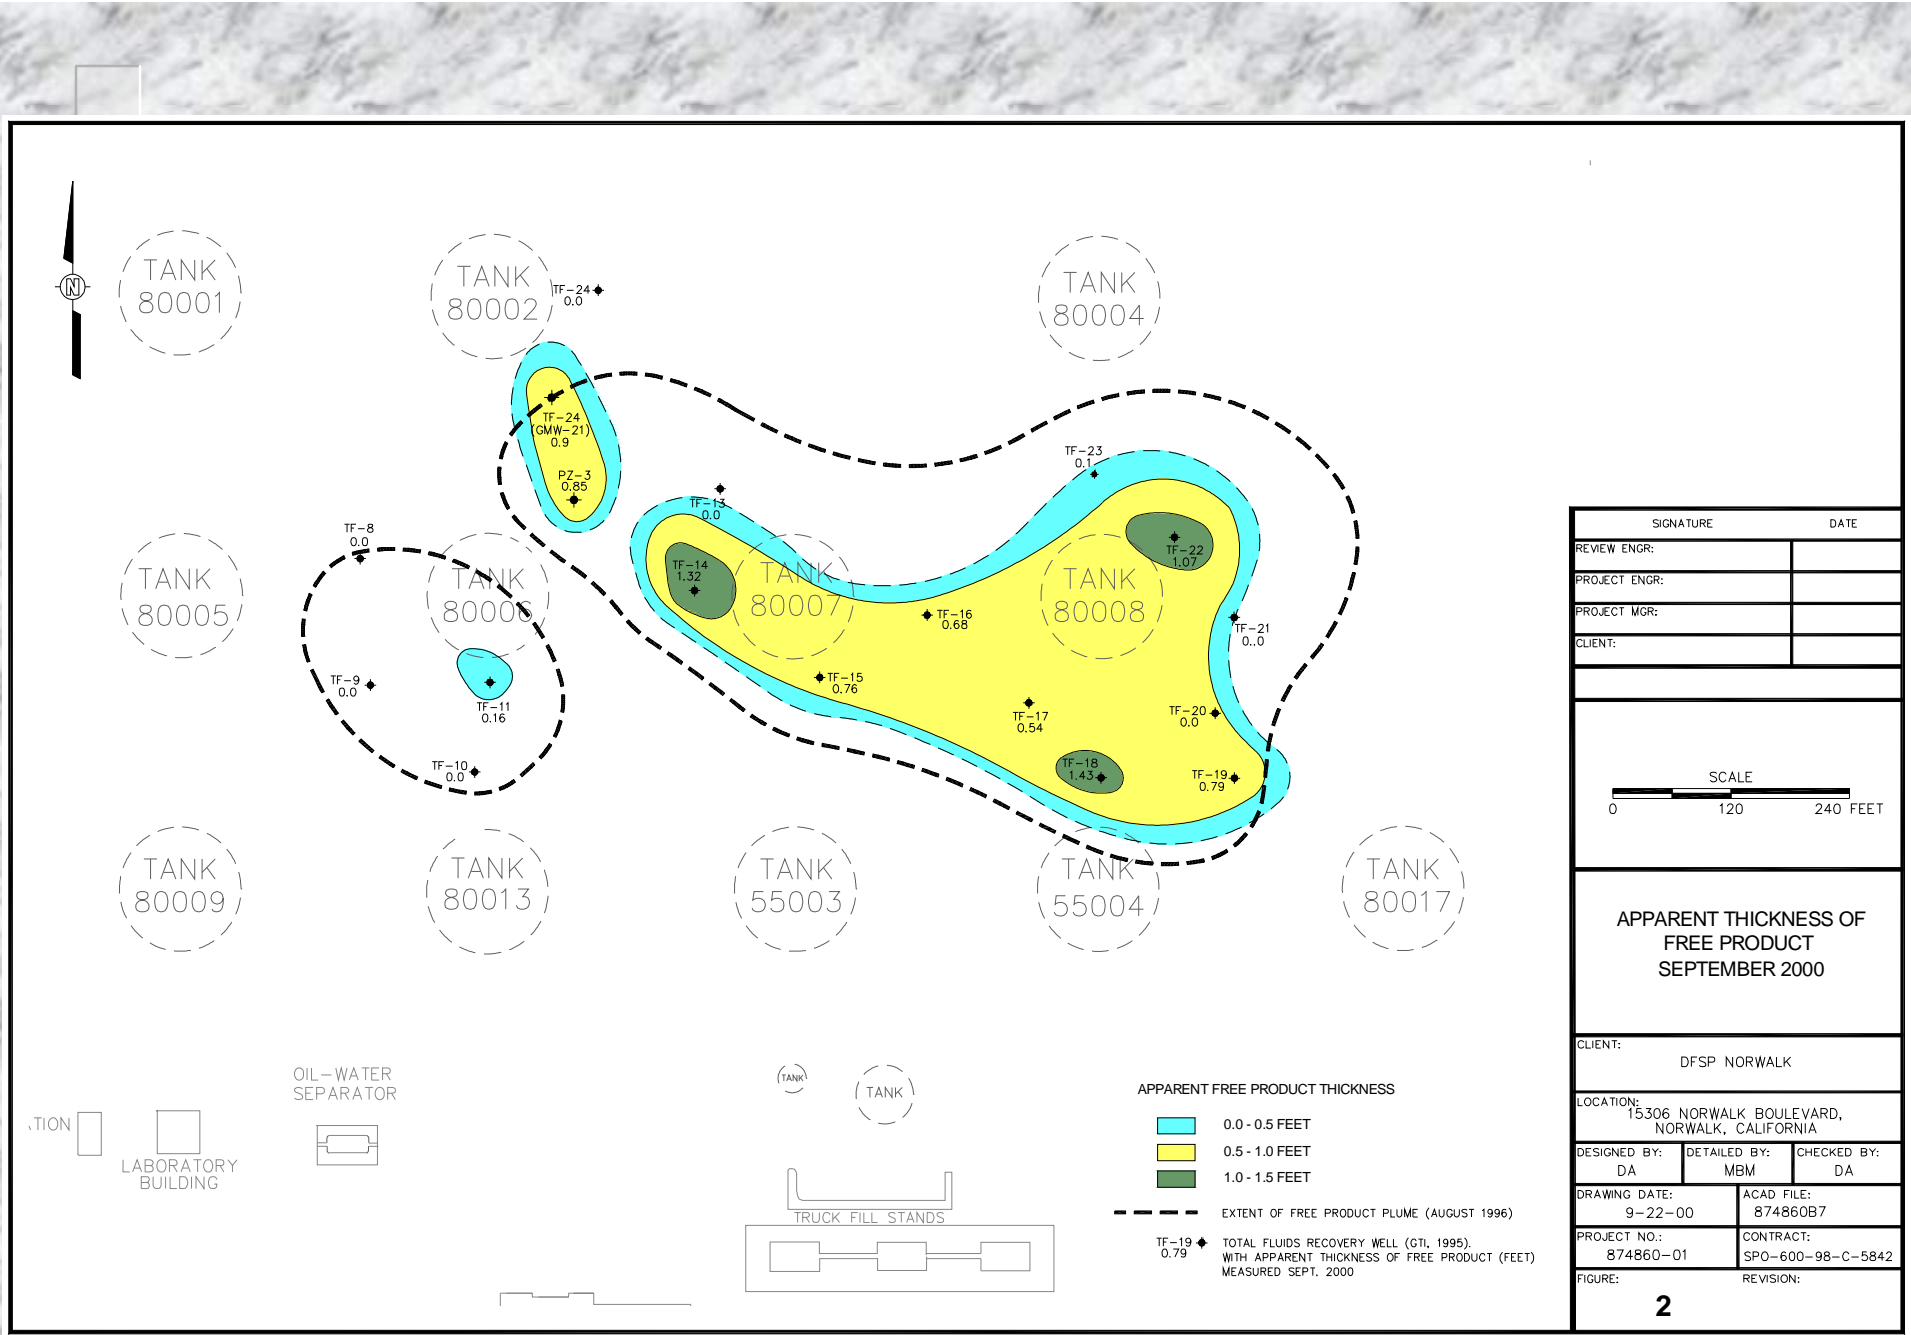 N
TANK
80001
TANK
80002
TF-24
0.0
TANK
80004
TF-24
(GMW-21)
0.9
PZ-3
0.85
TF-23
0.1
TF-13
0.0
TF-8
0.0
TANK
80005
TANK
80006
TF-14
1.32
TANK
80007
TF-16
0.68
TANK
80008
TF-22
1.07
TF-21
0..0
TF-9
0.0
TF-11
0.16
TF-15
0.76
TF-17
0.54
TF-20
0.0
TF-10
0.0
TF-18
1.43
TF-19
0.79
TANK
80009
TANK
80013
TANK
55003
TANK
55004
TANK
80017
OIL-WATER
SEPARATOR
TION
LABORATORY
BUILDING
TANK
TANK
TRUCK FILL STANDS
APPARENT FREE PRODUCT THICKNESS
0.0 - 0.5 FEET
0.5 - 1.0 FEET
1.0 - 1.5 FEET
EXTENT OF FREE PRODUCT PLUME (AUGUST 1996)
TF-19
0.79
TOTAL FLUIDS RECOVERY WELL (GTI, 1995).
WITH APPARENT THICKNESS OF FREE PRODUCT (FEET)
MEASURED SEPT. 2000
SIGNATURE DATE
REVIEW ENGR:
PROJECT ENGR:
PROJECT MGR:
CLIENT:
SCALE
0 120 240 FEET
APPARENT THICKNESS OF
FREE PRODUCT
SEPTEMBER 2000
CLIENT:
DFSP NORWALK
LOCATION:
15306 NORWALK BOULEVARD,
NORWALK, CALIFORNIA
DESIGNED BY: DETAILED BY: CHECKED BY:
DA MBM DA
DRAWING DATE: ACAD FILE:
9-22-00 874860B7
PROJECT NO.: CONTRACT:
874860-01 SPO-600-98-C-5842
FIGURE: REVISION:
2